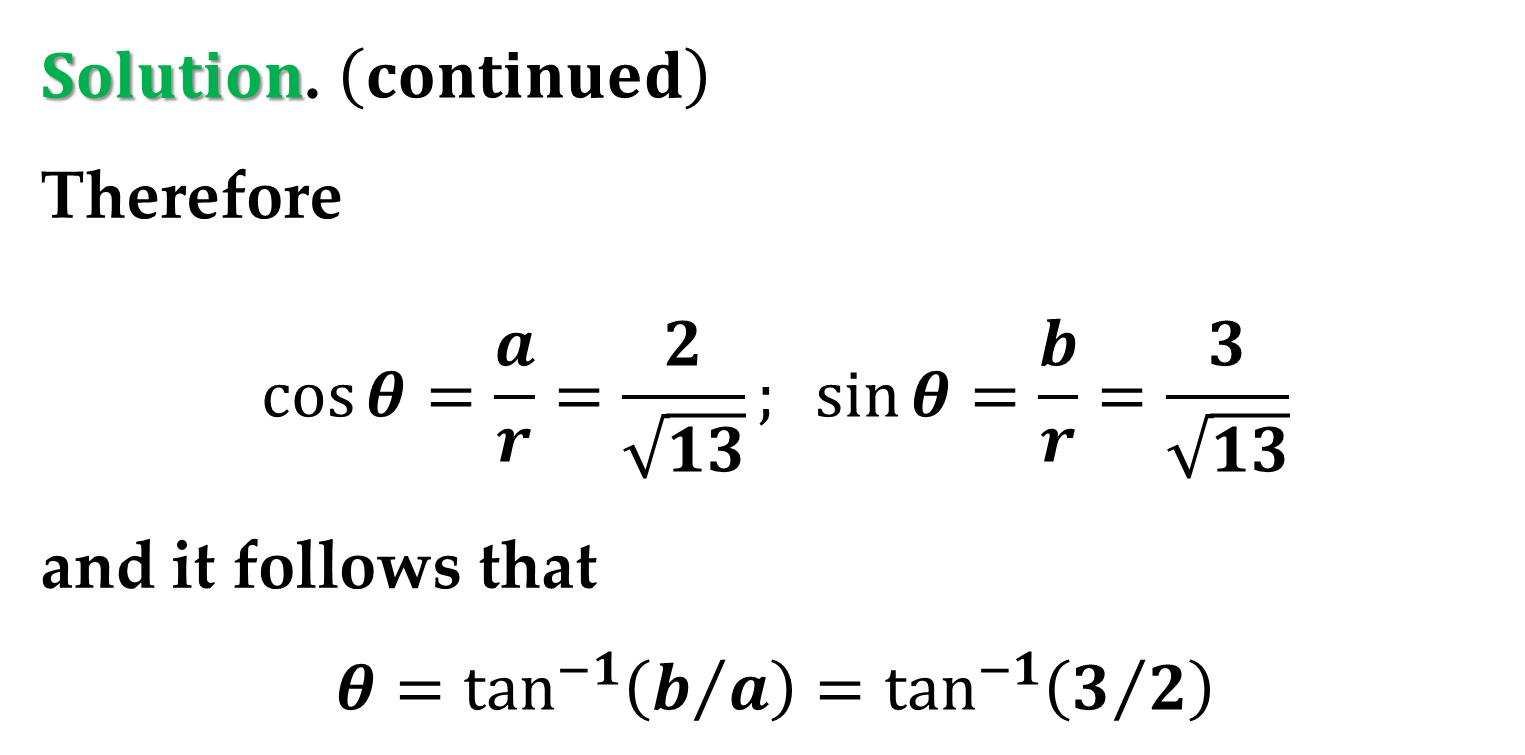 Solution. (continued)
Therefore
cos θ = a/r = 2/√13 ; sin θ = b/r = 3/√13
and it follows that
θ = tan⁻¹(b/a) = tan⁻¹(3/2)